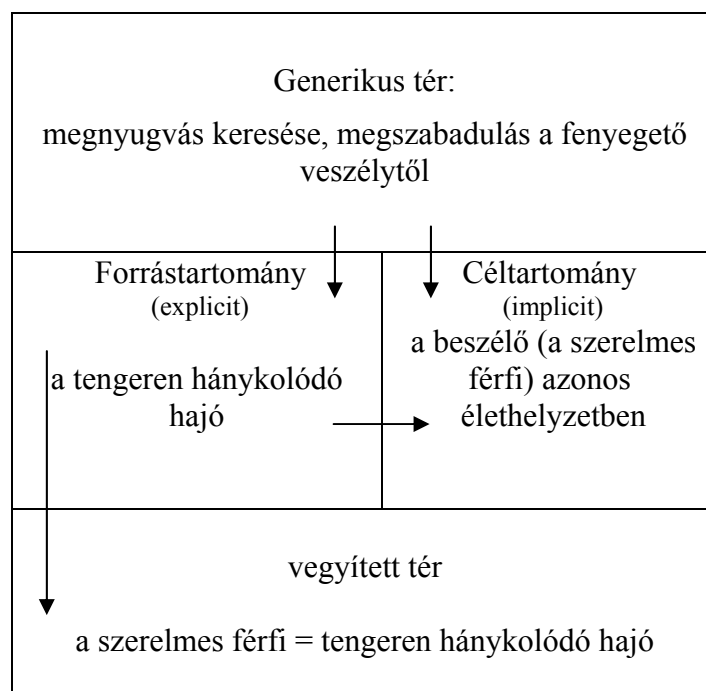 Generikus tér:
megnyugvás keresése, megszabadulás a fenyegető
veszélytől
Forrástartomány
(explicit)
a tengeren hánykolódó
hajó
Céltartomány
(implicit)
a beszélő (a szerelmes
férfi) azonos
élethelyzetben
vegyített tér
a szerelmes férfi = tengeren hánykolódó hajó